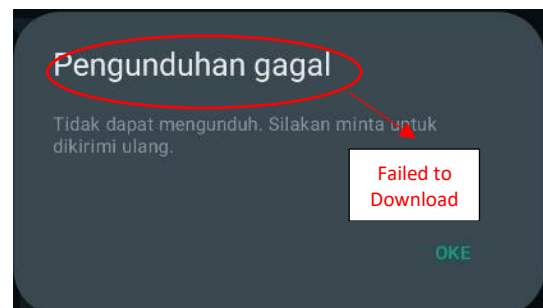 Pengunduhan gagal
Tidak dapat mengunduh. Silakan minta untuk
dikirimi ulang.
Failed to
Download
OKE